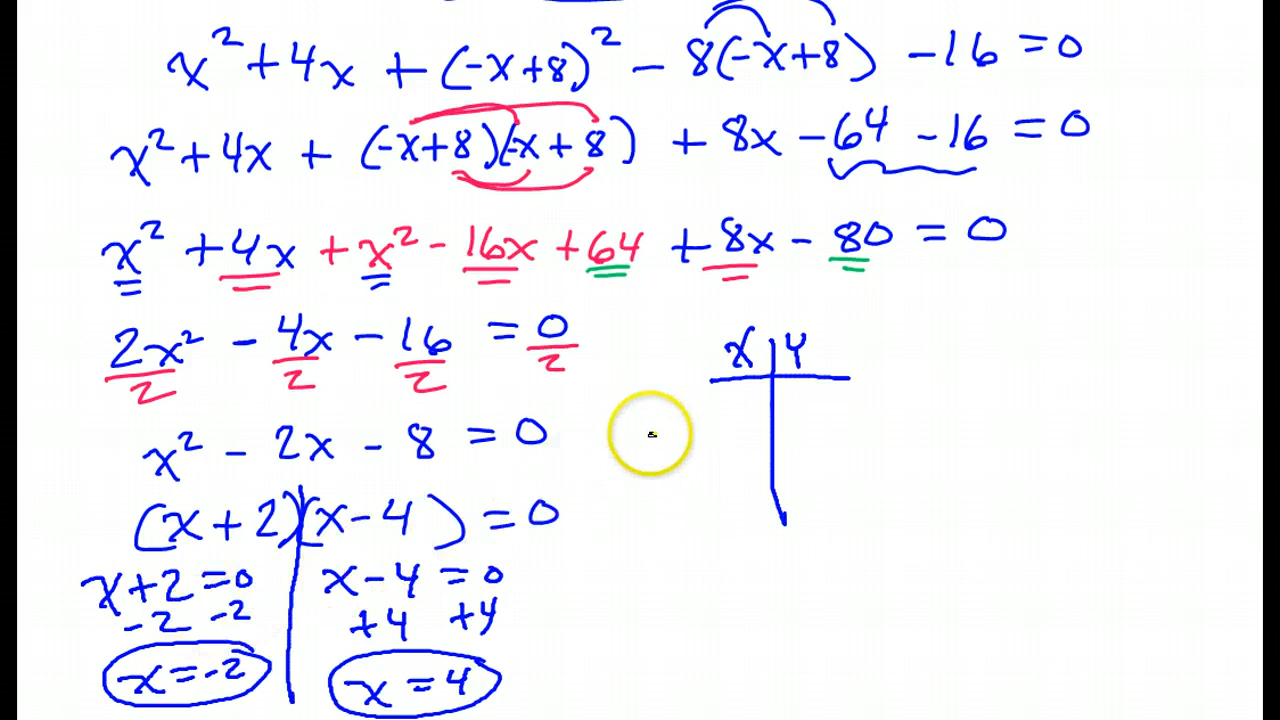 x² + 4x + (-x+8)² - 8(-x+8) - 16 = 0
x² + 4x + (-x+8)(-x+8) + 8x - 64 - 16 = 0
x² + 4x + x² - 16x + 64 + 8x - 80 = 0
2x² - 4x - 16 = 0
2 2 2 2
x | y
x² - 2x - 8 = 0
(x+2)(x-4) = 0
x+2=0 x-4=0
-2 -2 +4 +4
x=-2 x=4